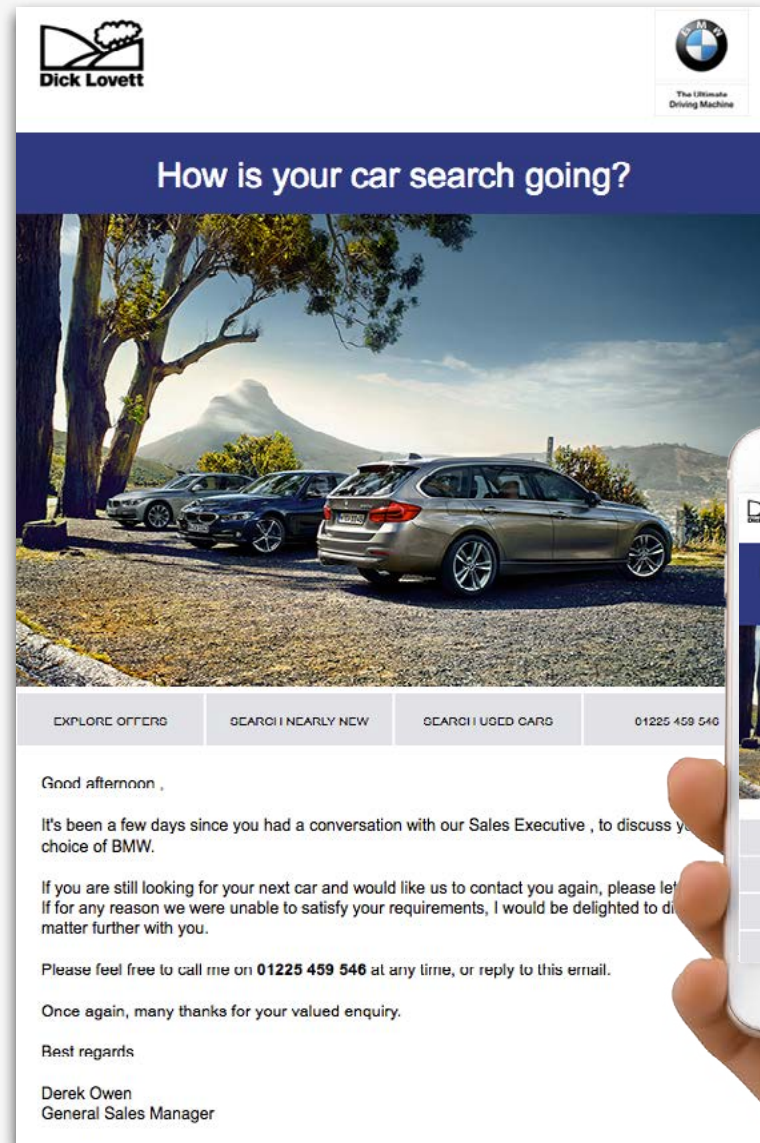 Dick Lovett
BMW
The Ultimate
Driving Machine
How is your car search going?
EXPLORE OFFERS
SEARCH NEARLY NEW
SEARCH USED CARS
01225 459 546
Good afternoon ,
It's been a few days since you had a conversation with our Sales Executive , to discuss
choice of BMW.
If you are still looking for your next car and would like us to contact you again, please let
If for any reason we were unable to satisfy your requirements, I would be delighted to
matter further with you.
Please feel free to call me on 01225 459 546 at any time, or reply to this email.
Once again, many thanks for your valued enquiry.
Best regards
Derek Owen
General Sales Manager